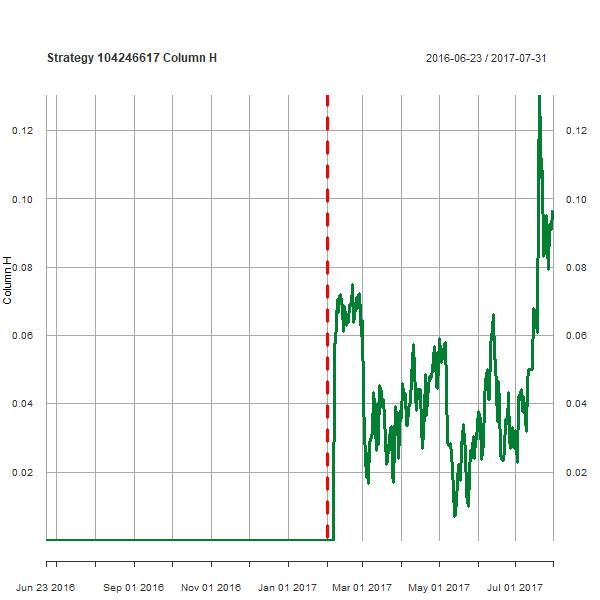 Strategy 104246617 Column H
2016-06-23 / 2017-07-31
0.12
0.10
0.08
0.06
0.04
0.02
Column H
0.12
0.10
0.08
0.06
0.04
0.02
Jun 23 2016
Sep 01 2016
Nov 01 2016
Jan 01 2017
Mar 01 2017
May 01 2017
Jul 01 2017